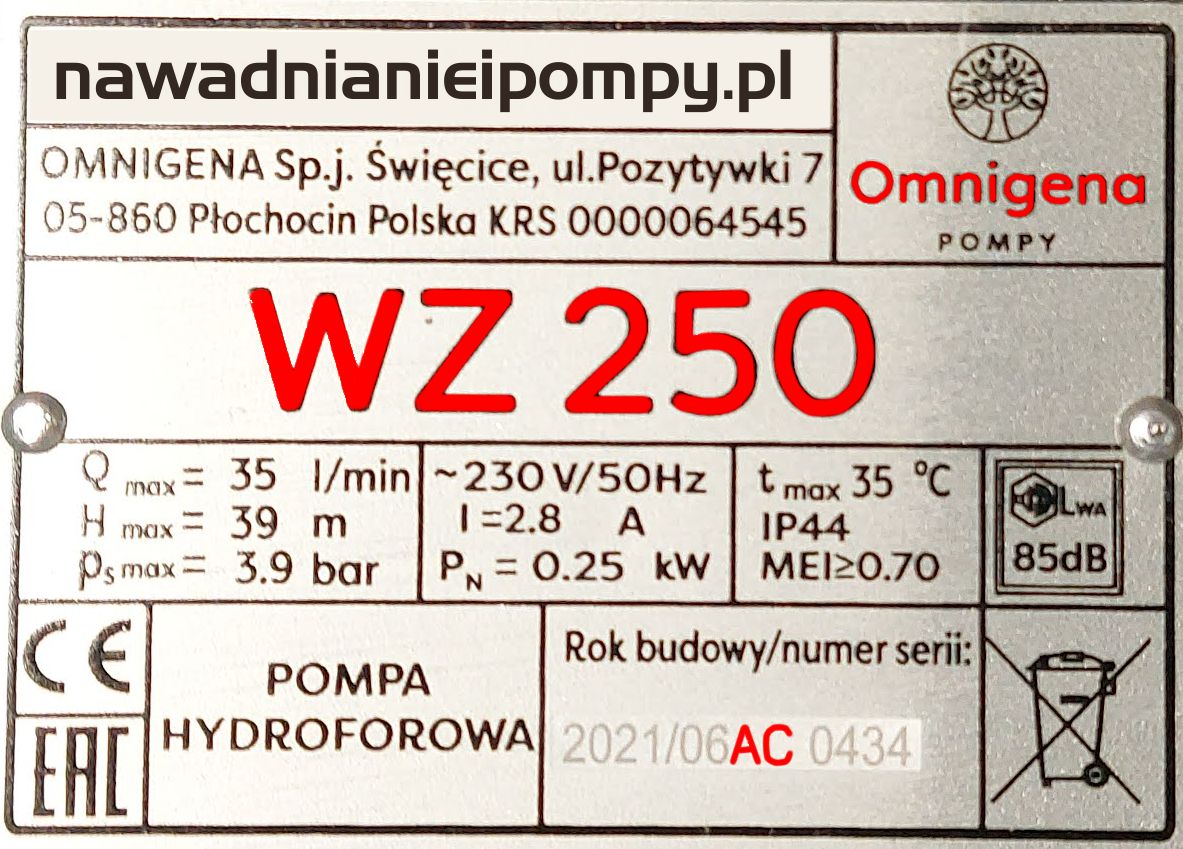 nawadnianieipompy.pl
OMNIGENA Sp.j. Święcice, ul.Pozytywki 7
05-860 Płochocin Polska KRS 0000064545
Omnigena
POMPY
WZ 250
Q max = 35 l/min
H max = 39 m
ps max = 3.9 bar
~230V/50Hz
I =2.8 A
PN = 0.25 kW
t max 35 °C
IP44
MEI≥0.70
LWA
85dB
CE
EAC
POMPA
HYDROFOROWA
Rok budowy/numer serii:
2021/06AC 0434